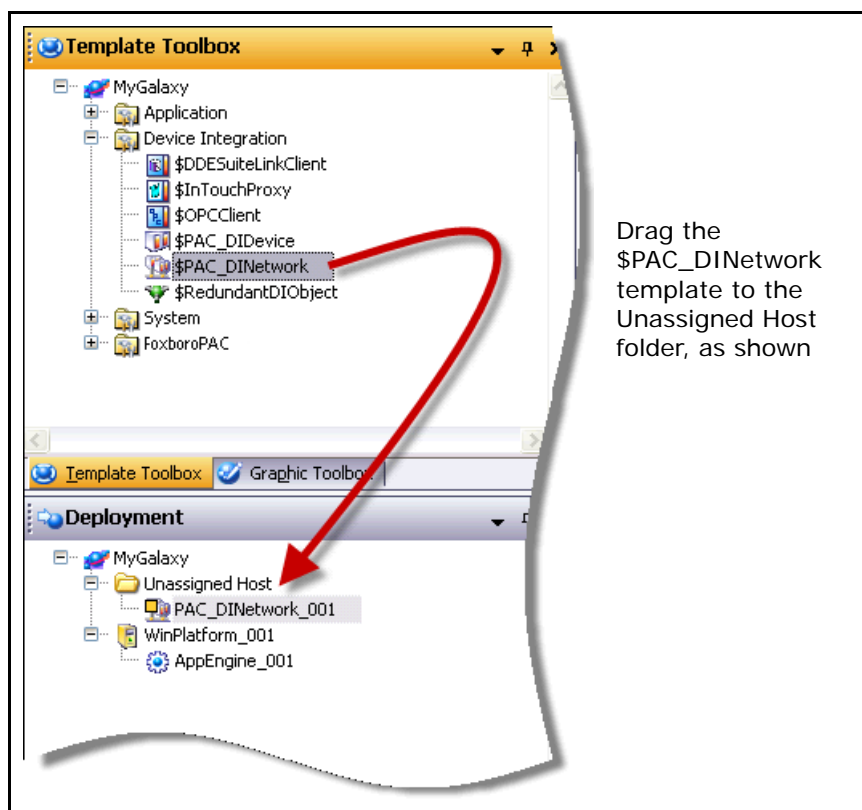 Template Toolbox
MyGalaxy
Application
Device Integration
$DDESuiteLinkClient
$InTouchProxy
$OPCClient
$PAC_DIDevice
$PAC_DINetwork
$RedundantDIObject
System
FoxboroPAC
Drag the
$PAC_DINetwork
template to the
Unassigned Host
folder, as shown
Template Toolbox Graphic Toolbox
Deployment
MyGalaxy
Unassigned Host
PAC_DINetwork_001
WinPlatform_001
AppEngine_001